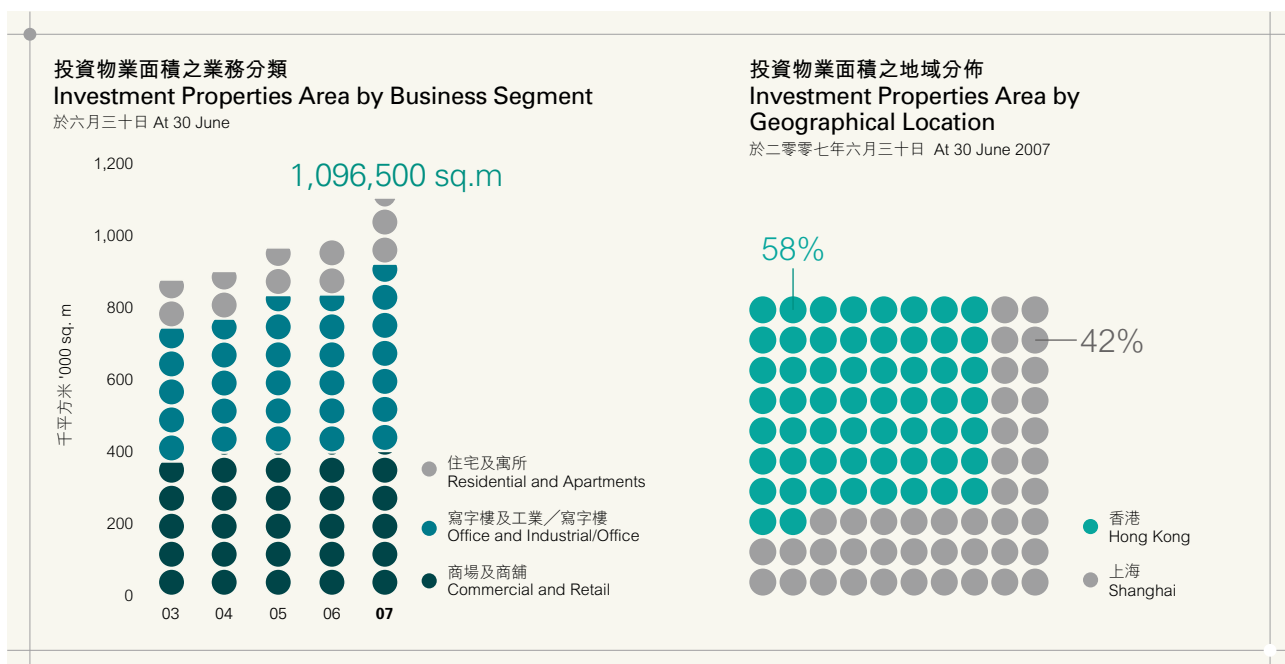 投資物業面積之業務分類
Investment Properties Area by Business Segment
於六月三十日 At 30 June
1,096,500 sq.m
千平方米 '000 sq. m
1,200
1,000
800
600
400
200
0
03 04 05 06 07
住宅及寓所
Residential and Apartments
寫字樓及工業／寫字樓
Office and Industrial/Office
商場及商舖
Commercial and Retail
投資物業面積之地域分佈
Investment Properties Area by
Geographical Location
於二零零七年六月三十日 At 30 June 2007
58%
42%
香港
Hong Kong
上海
Shanghai